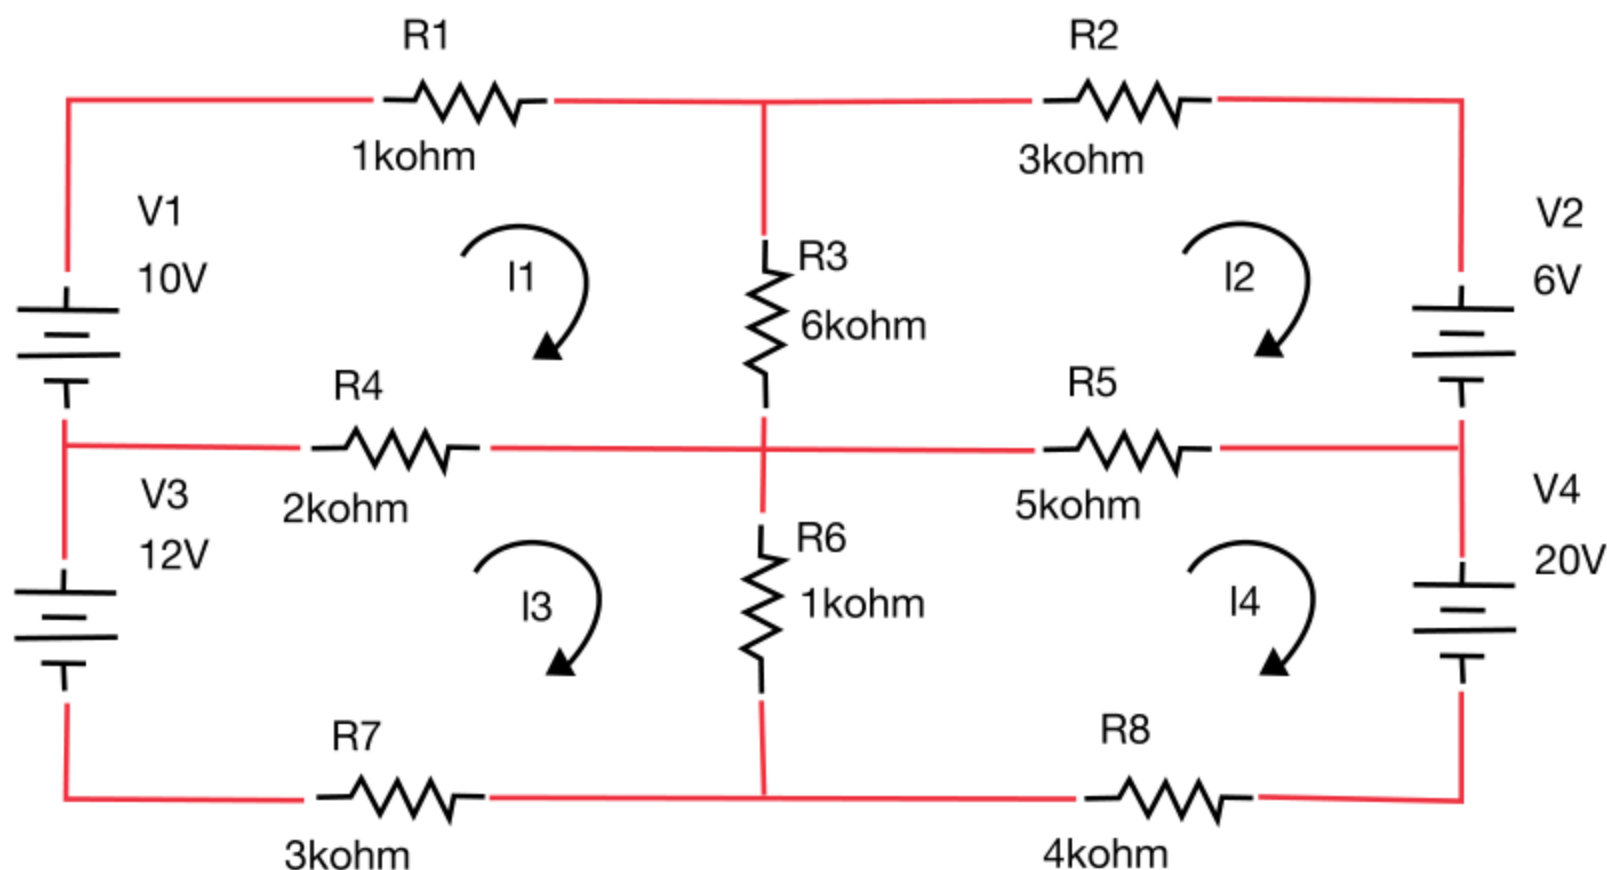 R1
R2
1kohm
3kohm
V1
10V
I1
R3
6kohm
I2
V2
6V
R4
R5
2kohm
5kohm
V3
12V
I3
R6
1kohm
I4
V4
20V
R7
R8
3kohm
4kohm